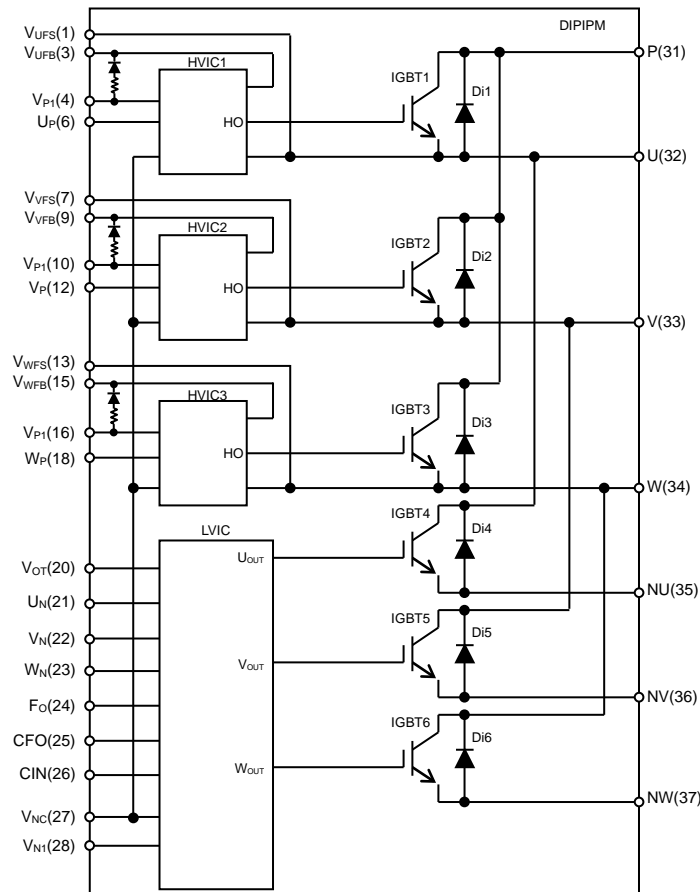 DIPIPM
VUFS(1)
VUFB(3)
VP1(4)
UP(6)
HVIC1
HO
IGBT1
Di1
P(31)
U(32)
VVFS(7)
VVFB(9)
VP1(10)
VP(12)
HVIC2
HO
IGBT2
Di2
V(33)
VWFS(13)
VWFB(15)
VP1(16)
WP(18)
HVIC3
HO
IGBT3
Di3
W(34)
LVIC
UOUT
VOUT
WOUT
IGBT4
Di4
NU(35)
IGBT5
Di5
NV(36)
IGBT6
Di6
NW(37)
VOT(20)
UN(21)
VN(22)
WN(23)
FO(24)
CFO(25)
CIN(26)
VNC(27)
VN1(28)